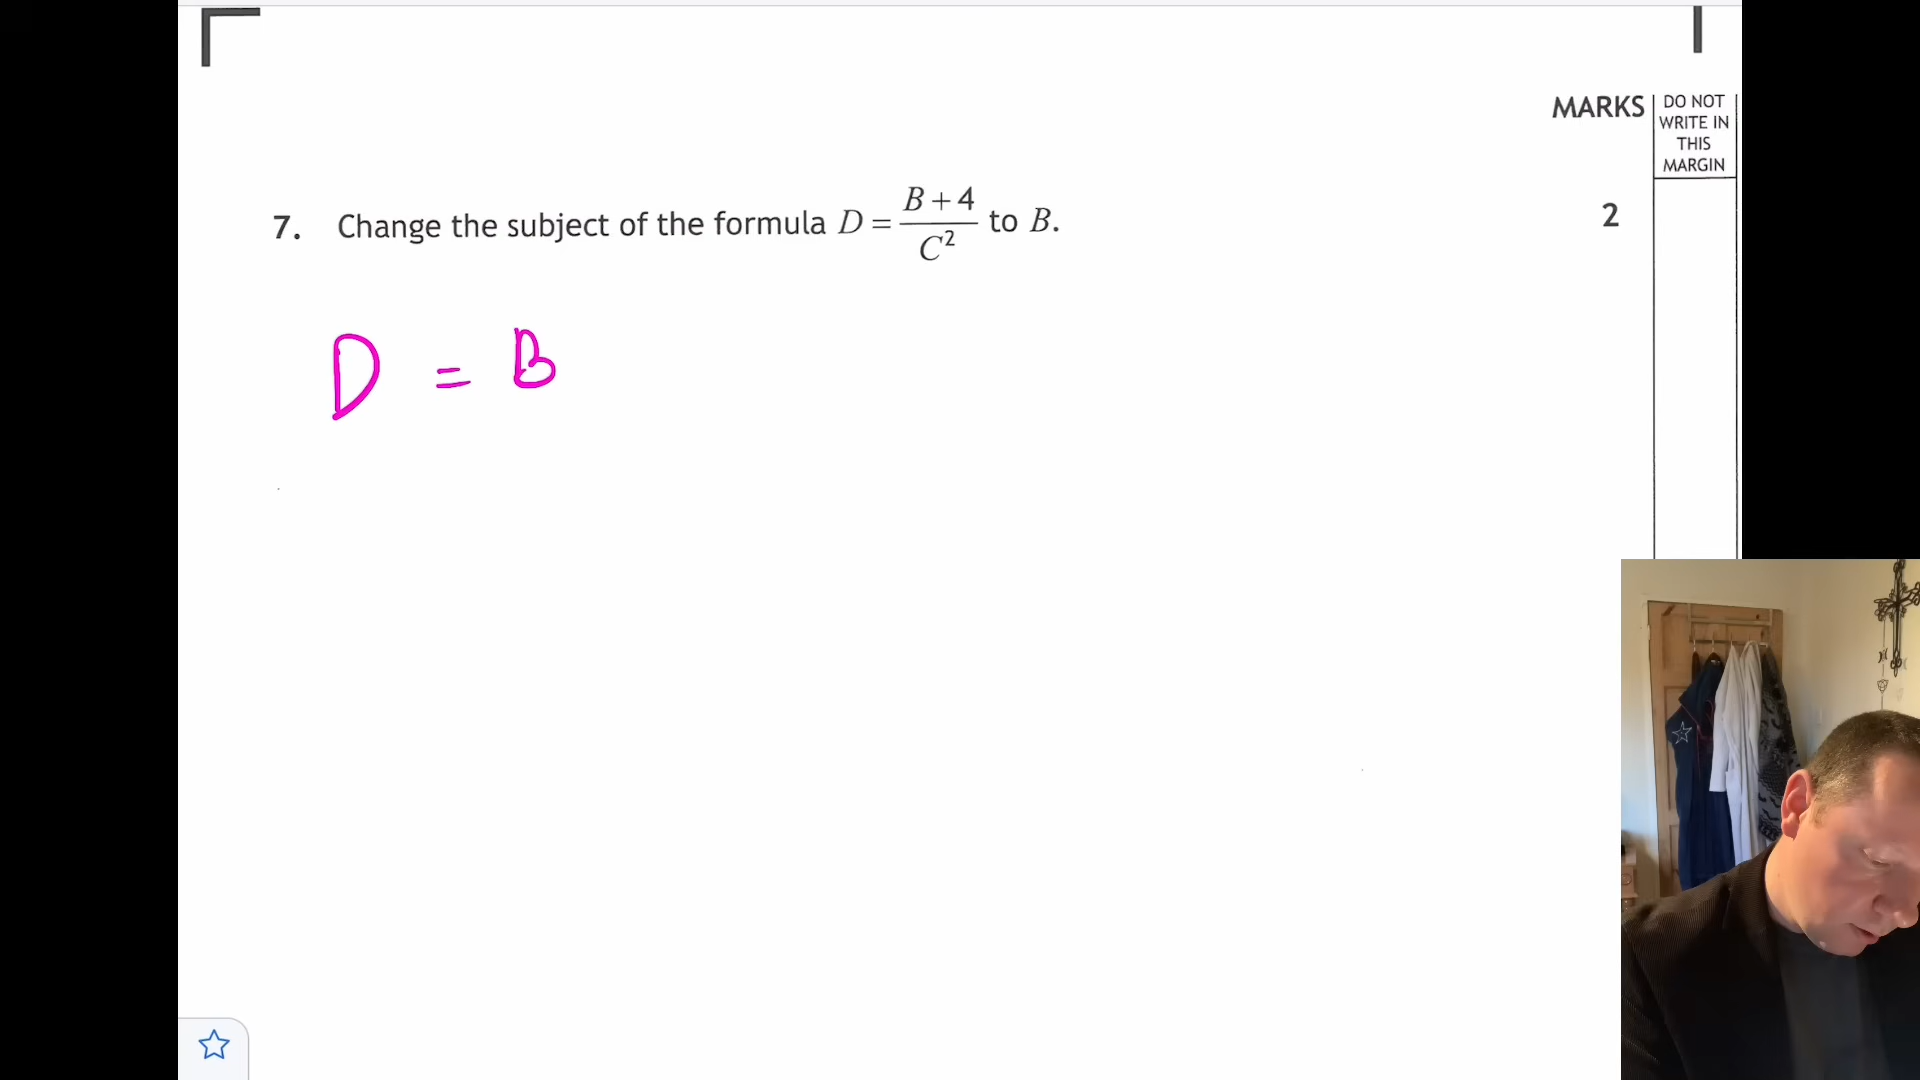 MARKS
DO NOT
WRITE IN
THIS
MARGIN
7. Change the subject of the formula D = (B + 4)/C² to B.
2
D = B